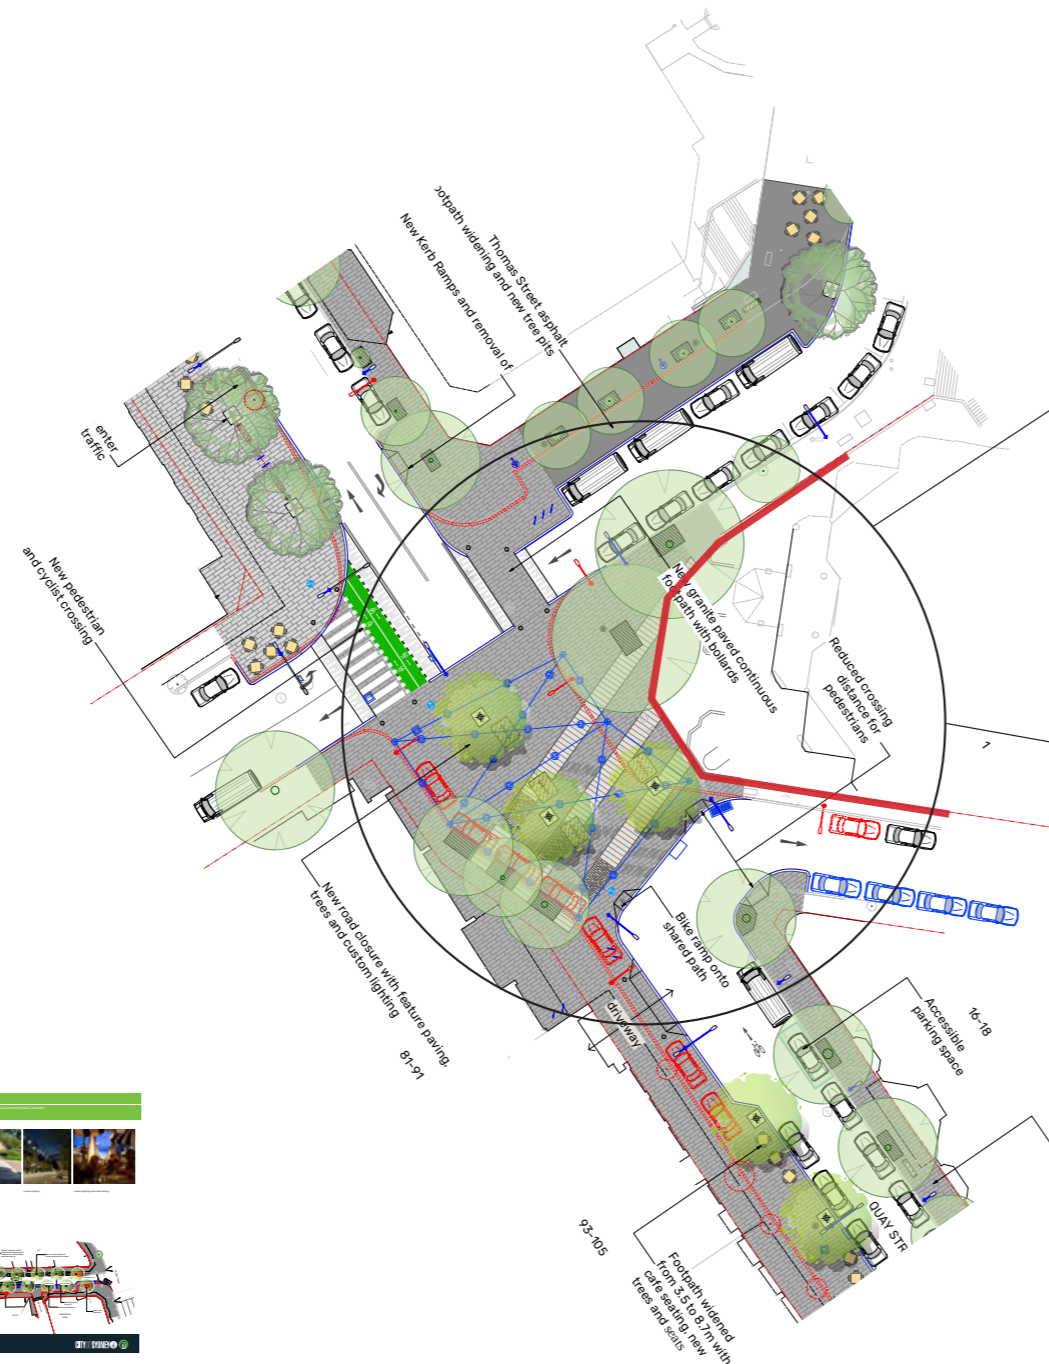 ootpath widening and new tree pits
Thomas Street asphalt
New Kerb Ramps and removal of
enter
traffic
New pedestrian
and cyclist crossing
New granite paved continuous
footpath with bollards
Reduced crossing
distance for
pedestrians
1
New road closure with feature paving,
trees and custom lighting
Bike ramp onto
shared path
driveway
81-91
Accessible
parking space
16-18
93-105
QUAY STR
Footpath widened
from 3.5 to 8.7m with
cafe seating, new
trees and seats
CITY OF SYDNEY